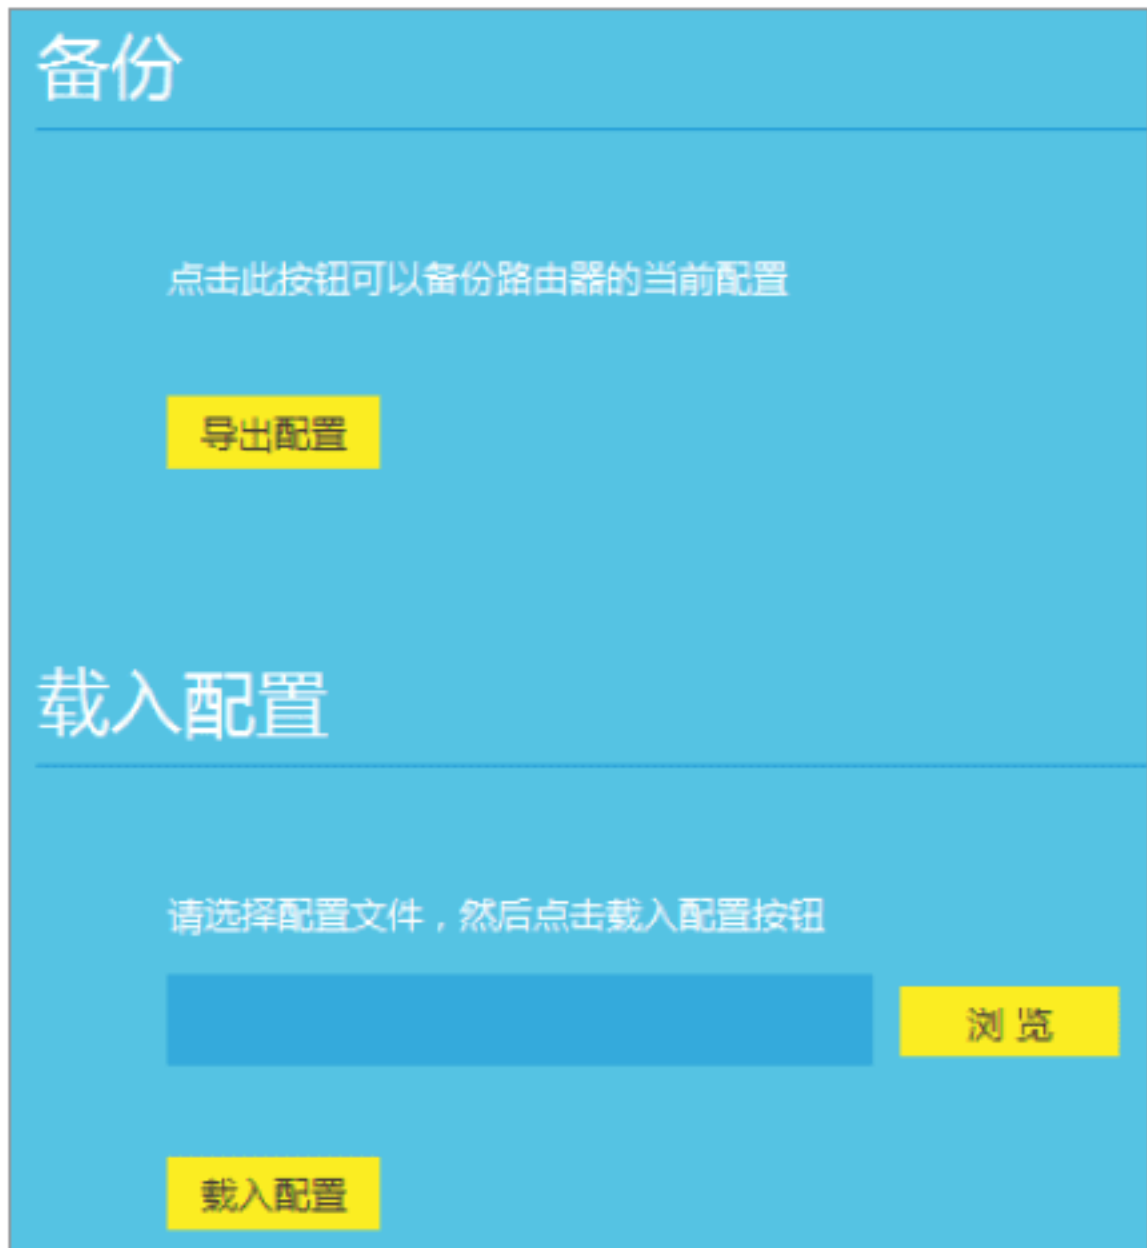 备份
点击此按钮可以备份路由器的当前配置
导出配置
载入配置
请选择配置文件，然后点击载入配置按钮
浏 览
载入配置